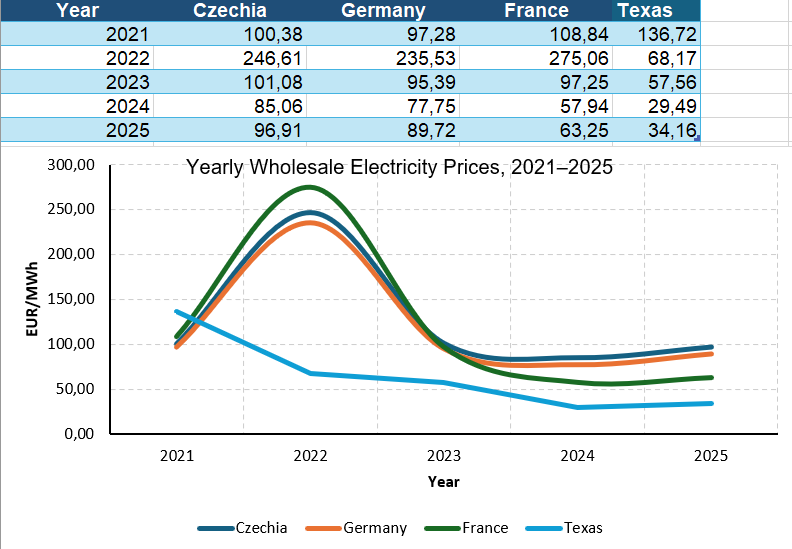 Year Czechia Germany France Texas
2021 100,38 97,28 108,84 136,72
2022 246,61 235,53 275,06 68,17
2023 101,08 95,39 97,25 57,56
2024 85,06 77,75 57,94 29,49
2025 96,91 89,72 63,25 34,16
Yearly Wholesale Electricity Prices, 2021–2025
300,00
250,00
200,00
150,00
100,00
50,00
0,00
EUR/MWh
2021 2022 2023 2024 2025
Year
Czechia Germany France Texas